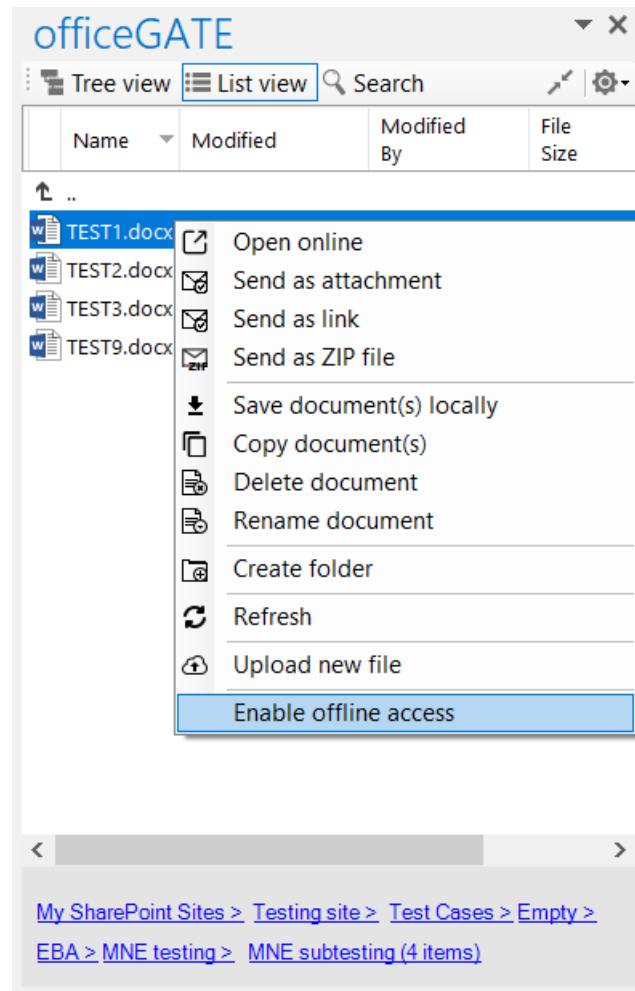 officeGATE
Tree view List view Search
Name Modified Modified By File Size
..
TEST1.docx
TEST2.docx
TEST3.docx
TEST9.docx
Open online
Send as attachment
Send as link
ZIP Send as ZIP file
Save document(s) locally
Copy document(s)
Delete document
Rename document
Create folder
Refresh
Upload new file
Enable offline access
My SharePoint Sites > Testing site > Test Cases > Empty >
EBA > MNE testing > MNE subtesting (4 items)